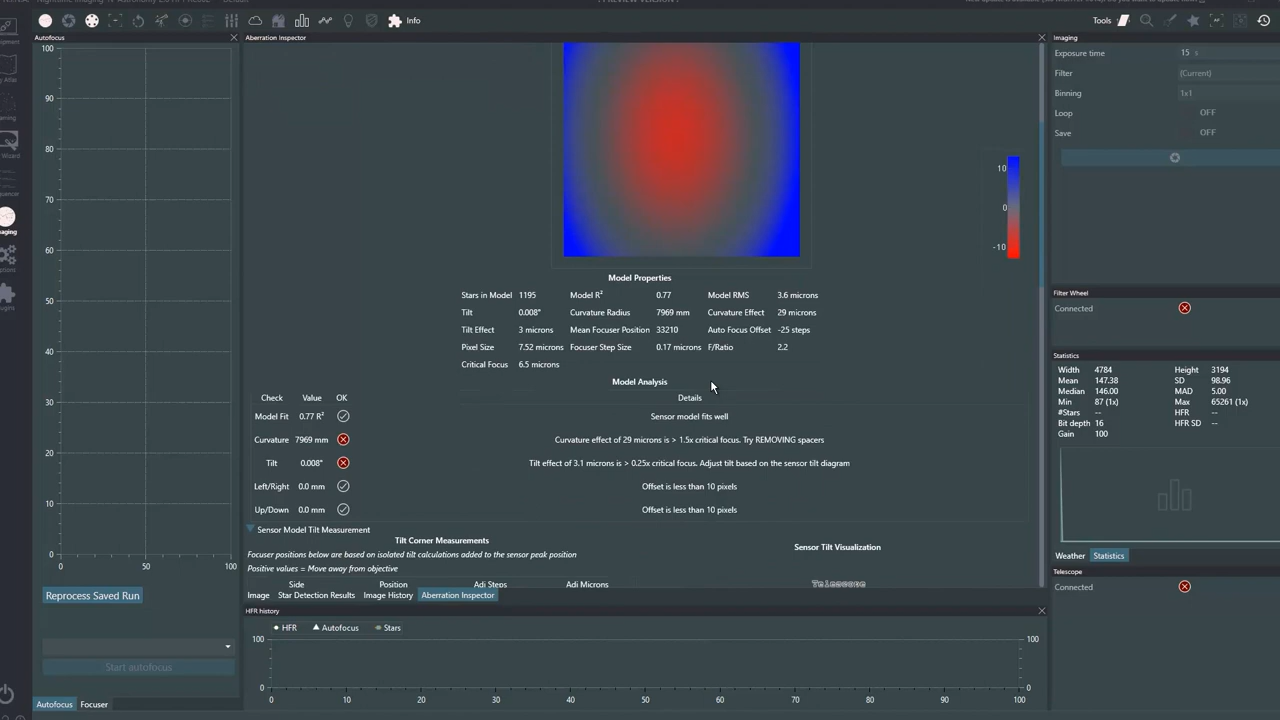 Info
Tools
Autofocus
Aberration Inspector
Imaging
100
90
80
70
60
50
40
30
20
10
0
0 50 100
Reprocess Saved Run
Start autofocus
Autofocus Focuser
10
0
-10
Model Properties
Stars in Model 1195 Model R² 0.77 Model RMS 3.6 microns
Tilt 0.008° Curvature Radius 7969 mm Curvature Effect 29 microns
Tilt Effect 3 microns Mean Focuser Position 33210 Auto Focus Offset -25 steps
Pixel Size 7.52 microns Focuser Step Size 0.17 microns F/Ratio 2.2
Critical Focus 6.5 microns
Model Analysis
Check Value OK Details
Model Fit 0.77 R² Sensor model fits well
Curvature 7969 mm Curvature effect of 29 microns is > 1.5x critical focus. Try REMOVING spacers
Tilt 0.008° Tilt effect of 3.1 microns is > 0.25x critical focus. Adjust tilt based on the sensor tilt diagram
Left/Right 0.0 mm Offset is less than 10 pixels
Up/Down 0.0 mm Offset is less than 10 pixels
Sensor Model Tilt Measurement
Tilt Corner Measurements
Sensor Tilt Visualization
Focuser positions below are based on isolated tilt calculations added to the sensor peak position
Positive values = Move away from objective
Side Position Adj Steps Adj Microns
Telescope
Image Star Detection Results Image History Aberration Inspector
HFR history
HFR Autofocus Stars
100 100
0 0
0 10 20 30 40 50 60 70 80 90 100
Exposure time 15 s
Filter (Current)
Binning 1x1
Loop OFF
Save OFF
Filter Wheel
Connected
Statistics
Width 4784 Height 3194
Mean 147.38 SD 98.96
Median 146.00 MAD 5.00
Min 87 (1x) Max 65261 (1x)
#Stars -- HFR --
Bit depth 16 HFR SD --
Gain 100
Weather Statistics
Telescope
Connected